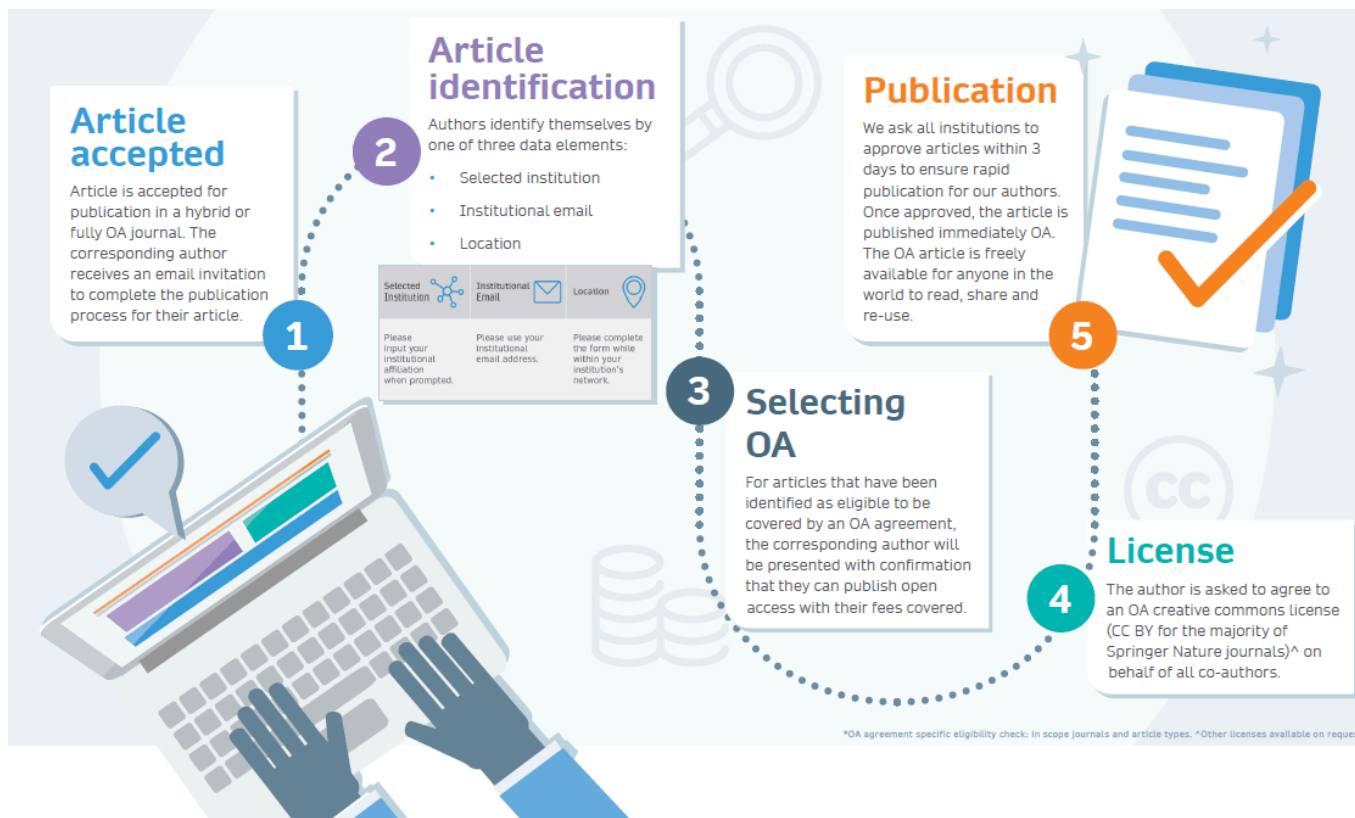 Article
accepted
Article is accepted for
publication in a hybrid or
fully OA journal. The
corresponding author
receives an email invitation
to complete the publication
process for their article.
1
Article
identification
Authors identify themselves by
one of three data elements:
• Selected institution
• Institutional email
• Location
2
Selected
Institution
Institutional
Email
Location
Please
input your
institutional
affiliation
when prompted.
Please use your
institutional
email address.
Please complete
the form while
within your
institution's
network.
3
Selecting
OA
For articles that have been
identified as eligible to be
covered by an OA agreement,
the corresponding author will
be presented with confirmation
that they can publish open
access with their fees covered.
cc
4
License
The author is asked to agree to
an OA creative commons license
(CC BY for the majority of
Springer Nature journals)^ on
behalf of all co-authors.
Publication
We ask all institutions to
approve articles within 3
days to ensure rapid
publication for our authors.
Once approved, the article is
published immediately OA.
The OA article is freely
available for anyone in the
world to read, share and
re-use.
5
*OA agreement specific eligibility check: in scope journals and article types. ^Other licenses available on